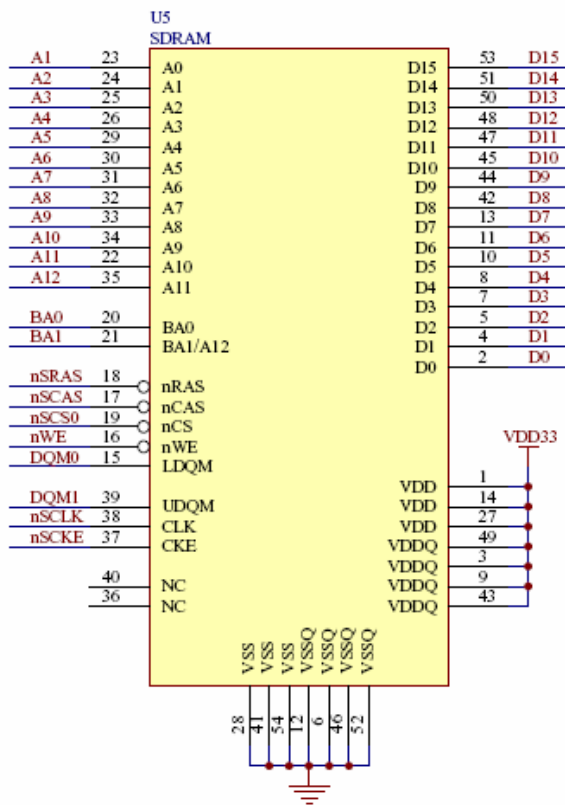 U5
SDRAM
A1 23 A0 D15 53 D15
A2 24 A1 D14 51 D14
A3 25 A2 D13 50 D13
A4 26 A3 D12 48 D12
A5 29 A4 D11 47 D11
A6 30 A5 D10 45 D10
A7 31 A6 D9 44 D9
A8 32 A7 D8 42 D8
A9 33 A8 D7 13 D7
A10 34 A9 D6 11 D6
A11 22 A10 D5 10 D5
A12 35 A11 D4 8 D4
D3 7 D3
BA0 20 BA0 D2 5 D2
BA1 21 BA1/A12 D1 4 D1
D0 2 D0
nSRAS 18 nRAS
nSCAS 17 nCAS
nSCS0 19 nCS
nWE 16 nWE VDD33
DQM0 15 LDQM
VDD 1
DQM1 39 UDQM VDD 14
nSCLK 38 CLK VDD 27
nSCKE 37 CKE VDDQ 49
VDDQ 3
40 NC VDDQ 9
36 NC VDDQ 43
VSS VSS VSS VSSQ VSSQ VSSQ VSSQ
28 41 54 12 6 46 52